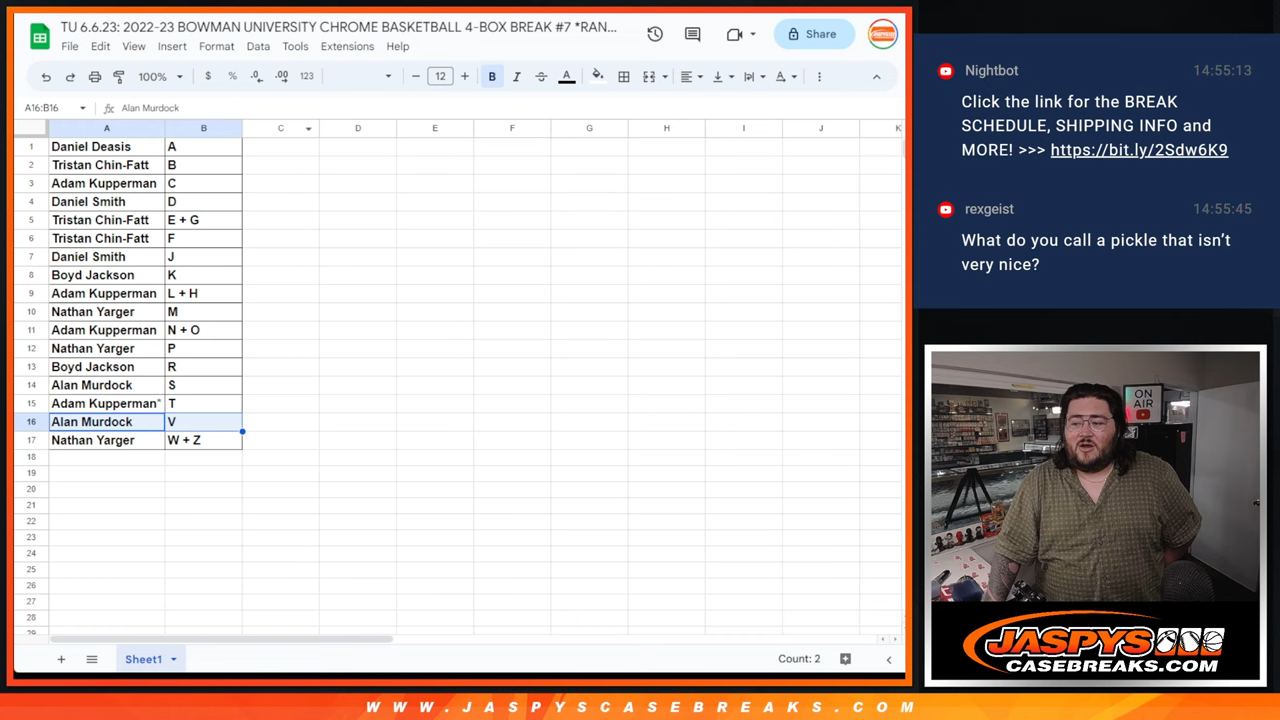 TU 6.6.23: 2022-23 BOWMAN UNIVERSITY CHROME BASKETBALL 4-BOX BREAK #7 *RAN...
File Edit View Insert Format Data Tools Extensions Help
Share
100% $ % .0 .00 123 12 B I A
A16:B16 fx Alan Murdock
A B C D E F G H I J K
1 Daniel Deasis A
2 Tristan Chin-Fatt B
3 Adam Kupperman C
4 Daniel Smith D
5 Tristan Chin-Fatt E + G
6 Tristan Chin-Fatt F
7 Daniel Smith J
8 Boyd Jackson K
9 Adam Kupperman L + H
10 Nathan Yarger M
11 Adam Kupperman N + O
12 Nathan Yarger P
13 Boyd Jackson R
14 Alan Murdock S
15 Adam Kupperman* T
16 Alan Murdock V
17 Nathan Yarger W + Z
18
19
20
21
22
23
24
25
26
27
28
29
Sheet1
Count: 2
Nightbot 14:55:13
Click the link for the BREAK
SCHEDULE, SHIPPING INFO and
MORE! >>> https://bit.ly/2Sdw6K9
rexgeist 14:55:45
What do you call a pickle that isn't
very nice?
ON
AIR
JASPYS
CASEBREAKS.COM
WWW.JASPYSCASEBREAKS.COM